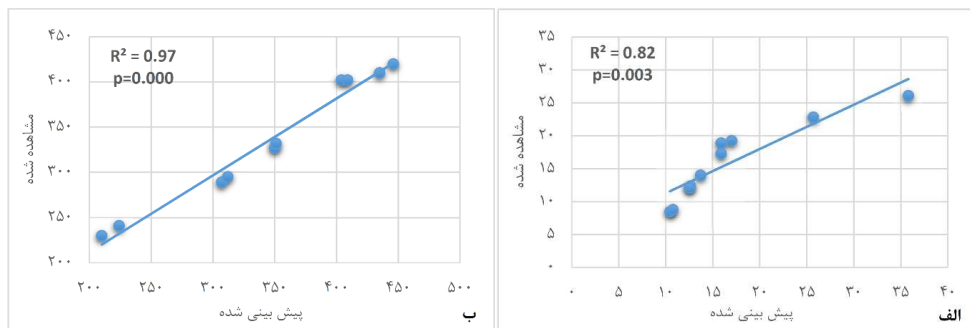 ۴۵۰
۴۰۰
۳۵۰
۳۰۰
۲۵۰
۲۰۰
مشاهده شده
R² = 0.97
p=0.000
۲۰۰ ۲۵۰ ۳۰۰ ۳۵۰ ۴۰۰ ۴۵۰ ۵۰۰
پیش بینی شده
ب
۳۵
۳۰
۲۵
۲۰
۱۵
۱۰
۵
۰
مشاهده شده
R² = 0.82
p=0.003
۰ ۵ ۱۰ ۱۵ ۲۰ ۲۵ ۳۰ ۳۵ ۴۰
پیش بینی شده
الف